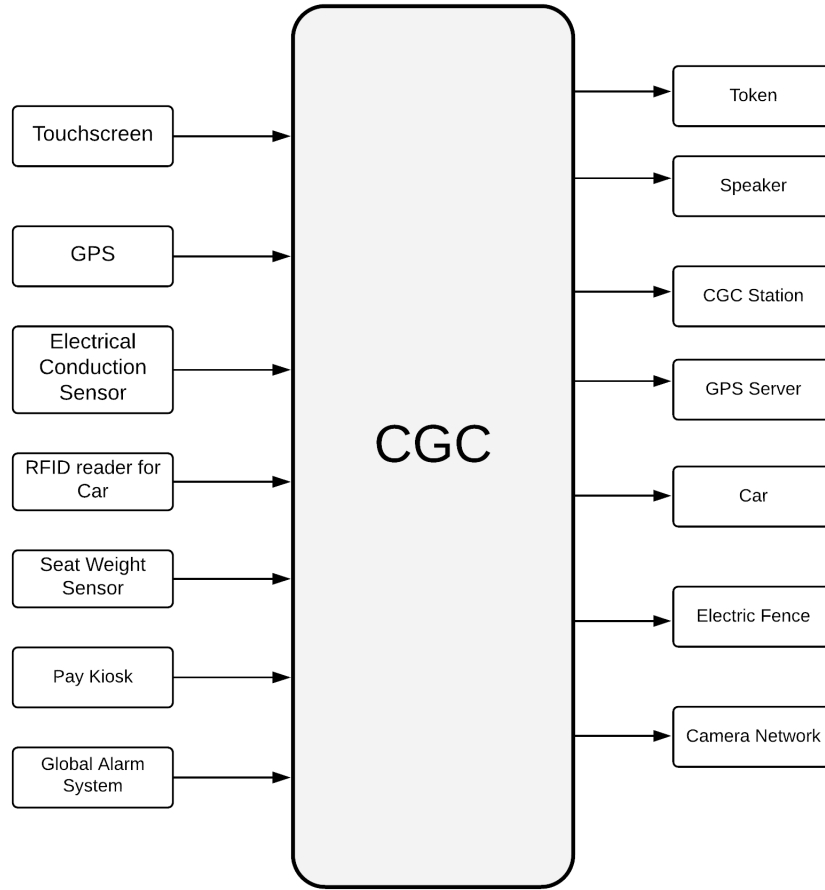 Touchscreen
GPS
Electrical
Conduction
Sensor
RFID reader for
Car
Seat Weight
Sensor
Pay Kiosk
Global Alarm
System
CGC
Token
Speaker
CGC Station
GPS Server
Car
Electric Fence
Camera Network